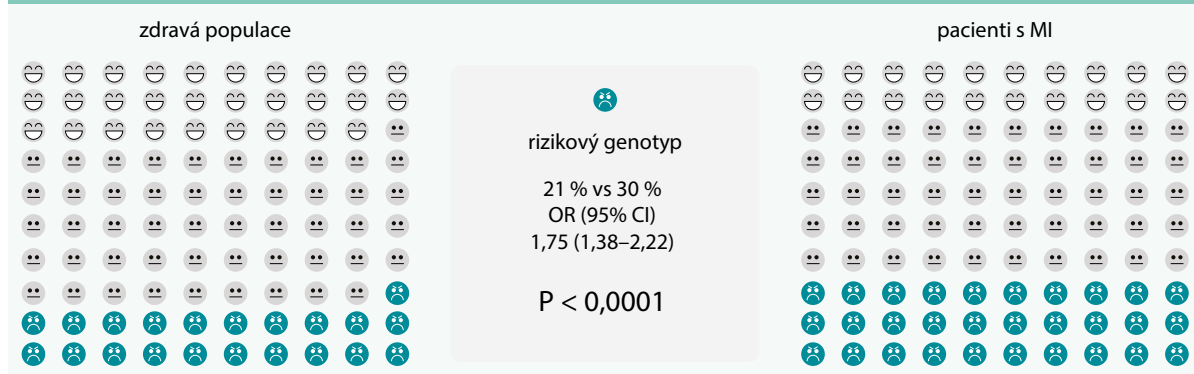 zdravá populace
pacienti s MI
rizikový genotyp
21 % vs 30 %
OR (95% CI)
1,75 (1,38–2,22)
P < 0,0001